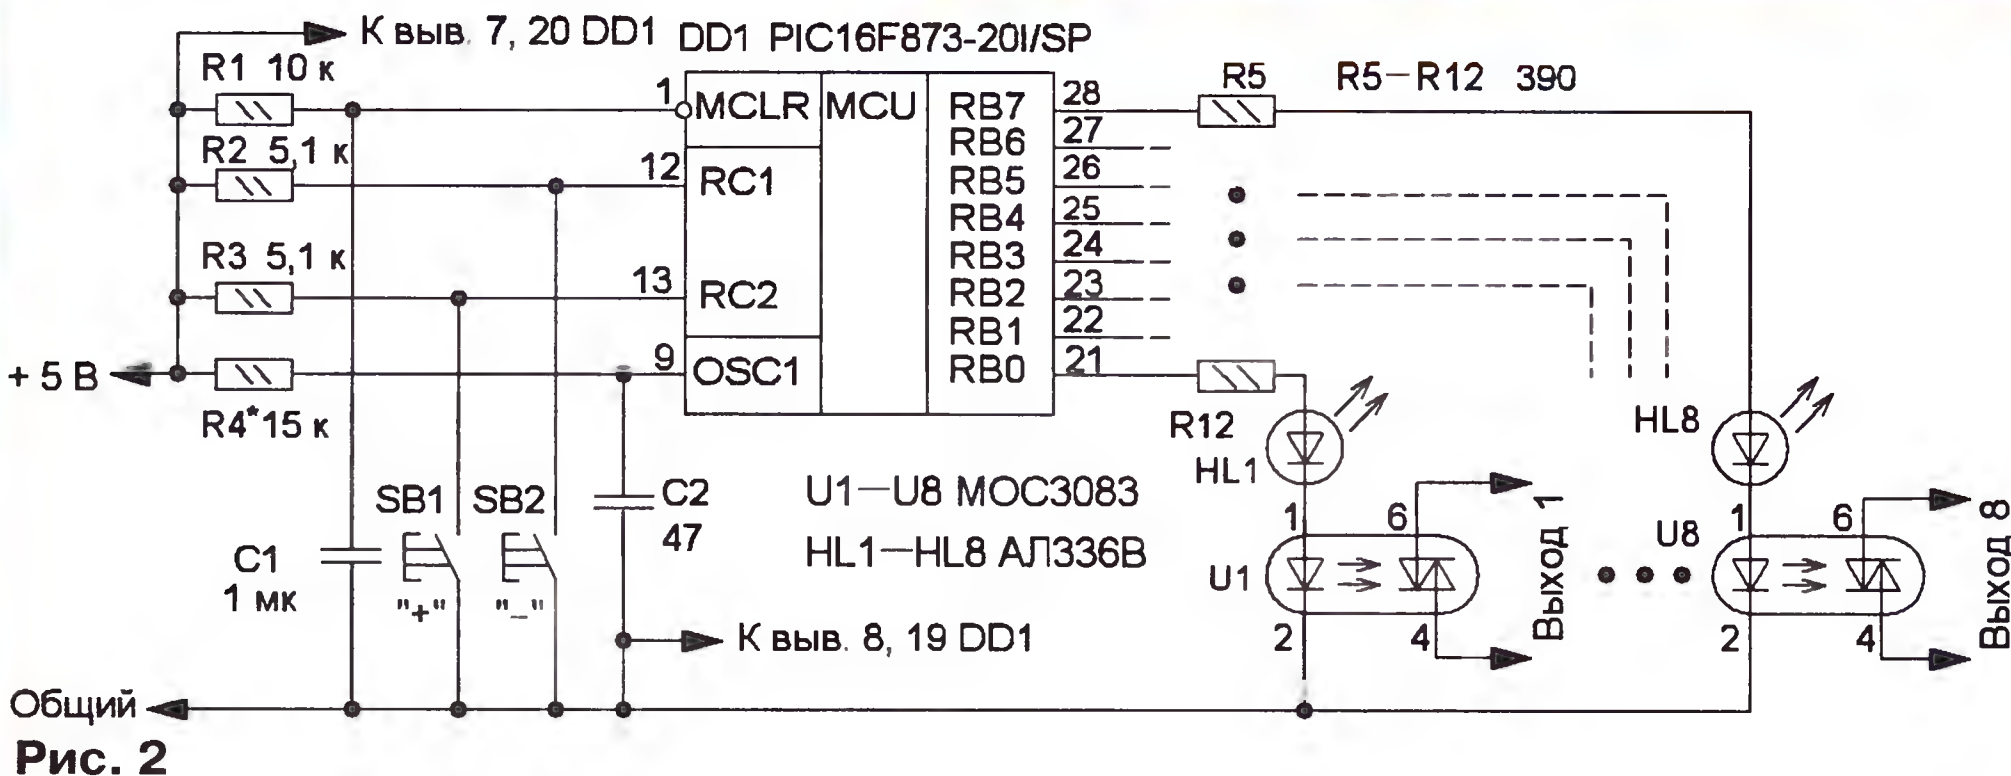 К выв. 7, 20 DD1
DD1 PIC16F873-20I/SP
R1 10 к
1
MCLR
MCU
RB7
28
R5
R5–R12 390
RB6
27
R2 5,1 к
12
RC1
RB5
26
RB4
25
R3 5,1 к
13
RC2
RB3
24
RB2
23
RB1
22
+ 5 В
9
OSC1
RB0
21
R4*15 к
R12
HL1
HL8
SB1
SB2
C2
47
U1–U8 MOC3083
HL1–HL8 АЛ336В
C1
1 мк
"+"
"–"
1
6
U1
2
4
Выход 1
U8
1
6
2
4
Выход 8
К выв. 8, 19 DD1
Общий
Рис. 2